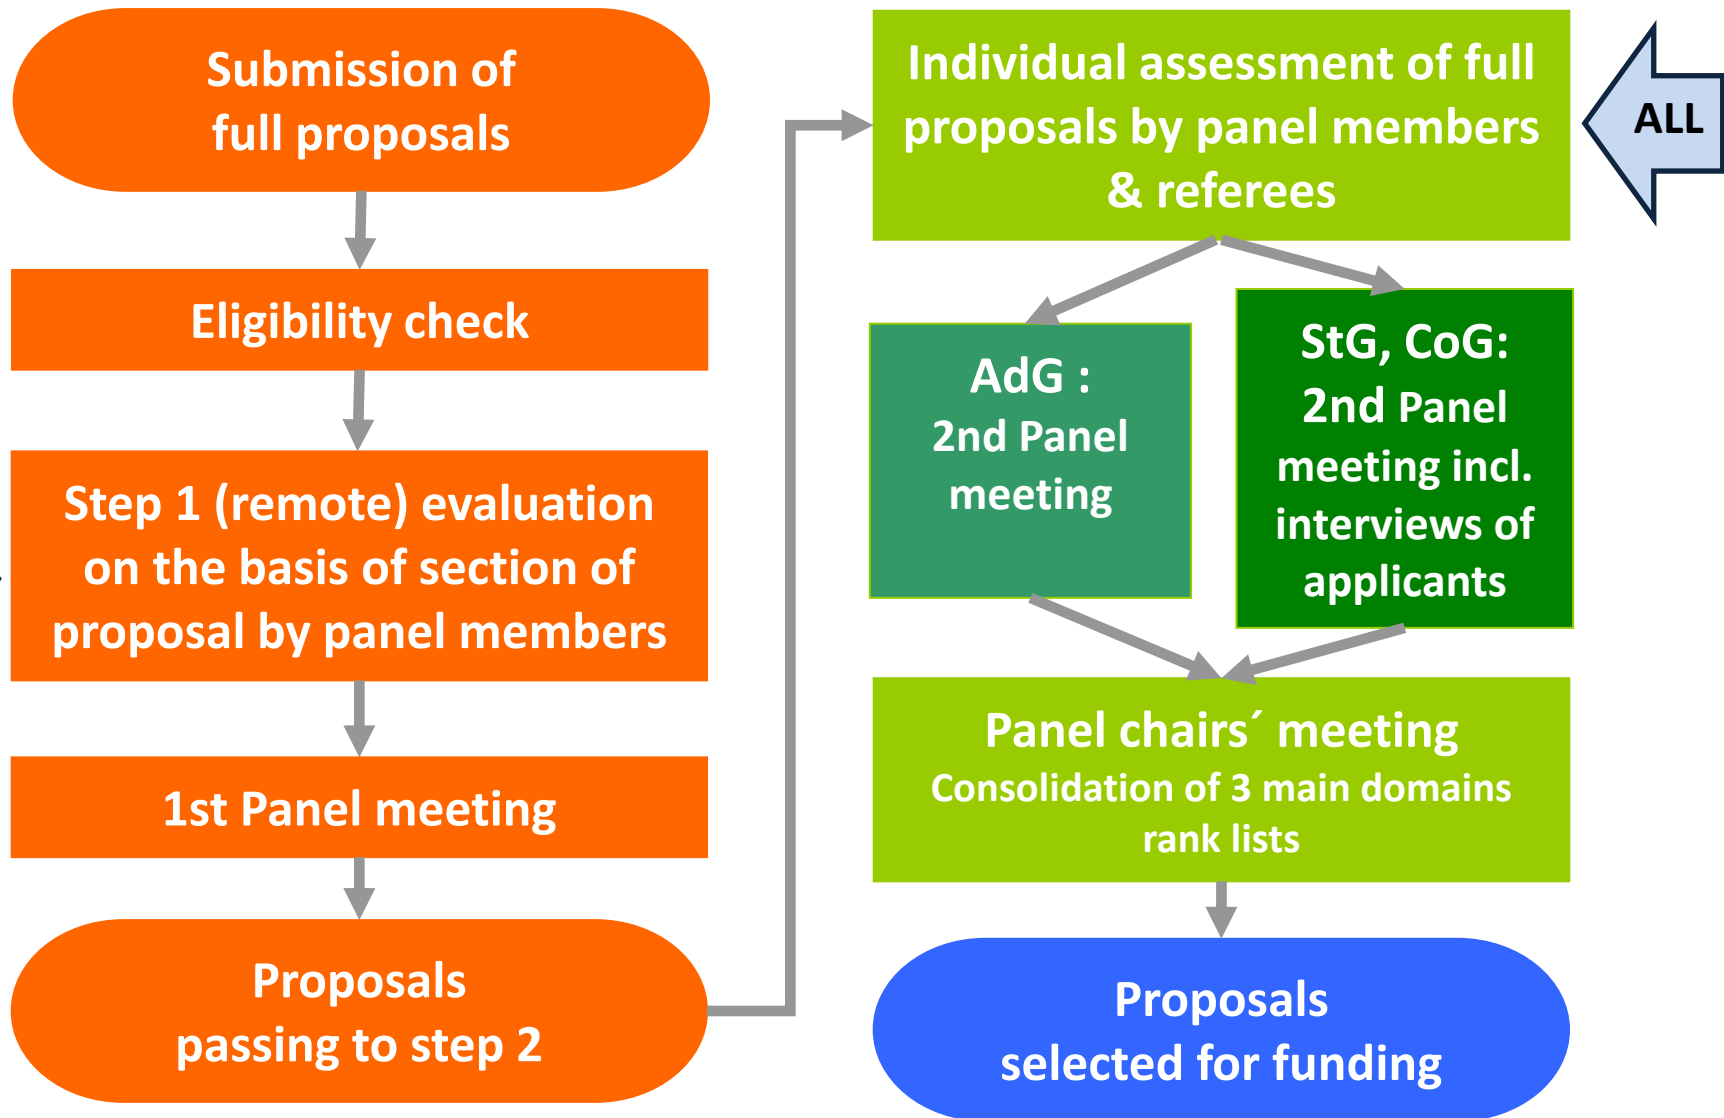 Submission of
full proposals
Eligibility check
Step 1 (remote) evaluation
on the basis of section of
proposal by panel members
1st Panel meeting
Proposals
passing to step 2
Individual assessment of full
proposals by panel members
& referees
ALL
AdG :
2nd Panel
meeting
StG, CoG:
2nd Panel
meeting incl.
interviews of
applicants
Panel chairs´ meeting
Consolidation of 3 main domains
rank lists
Proposals
selected for funding